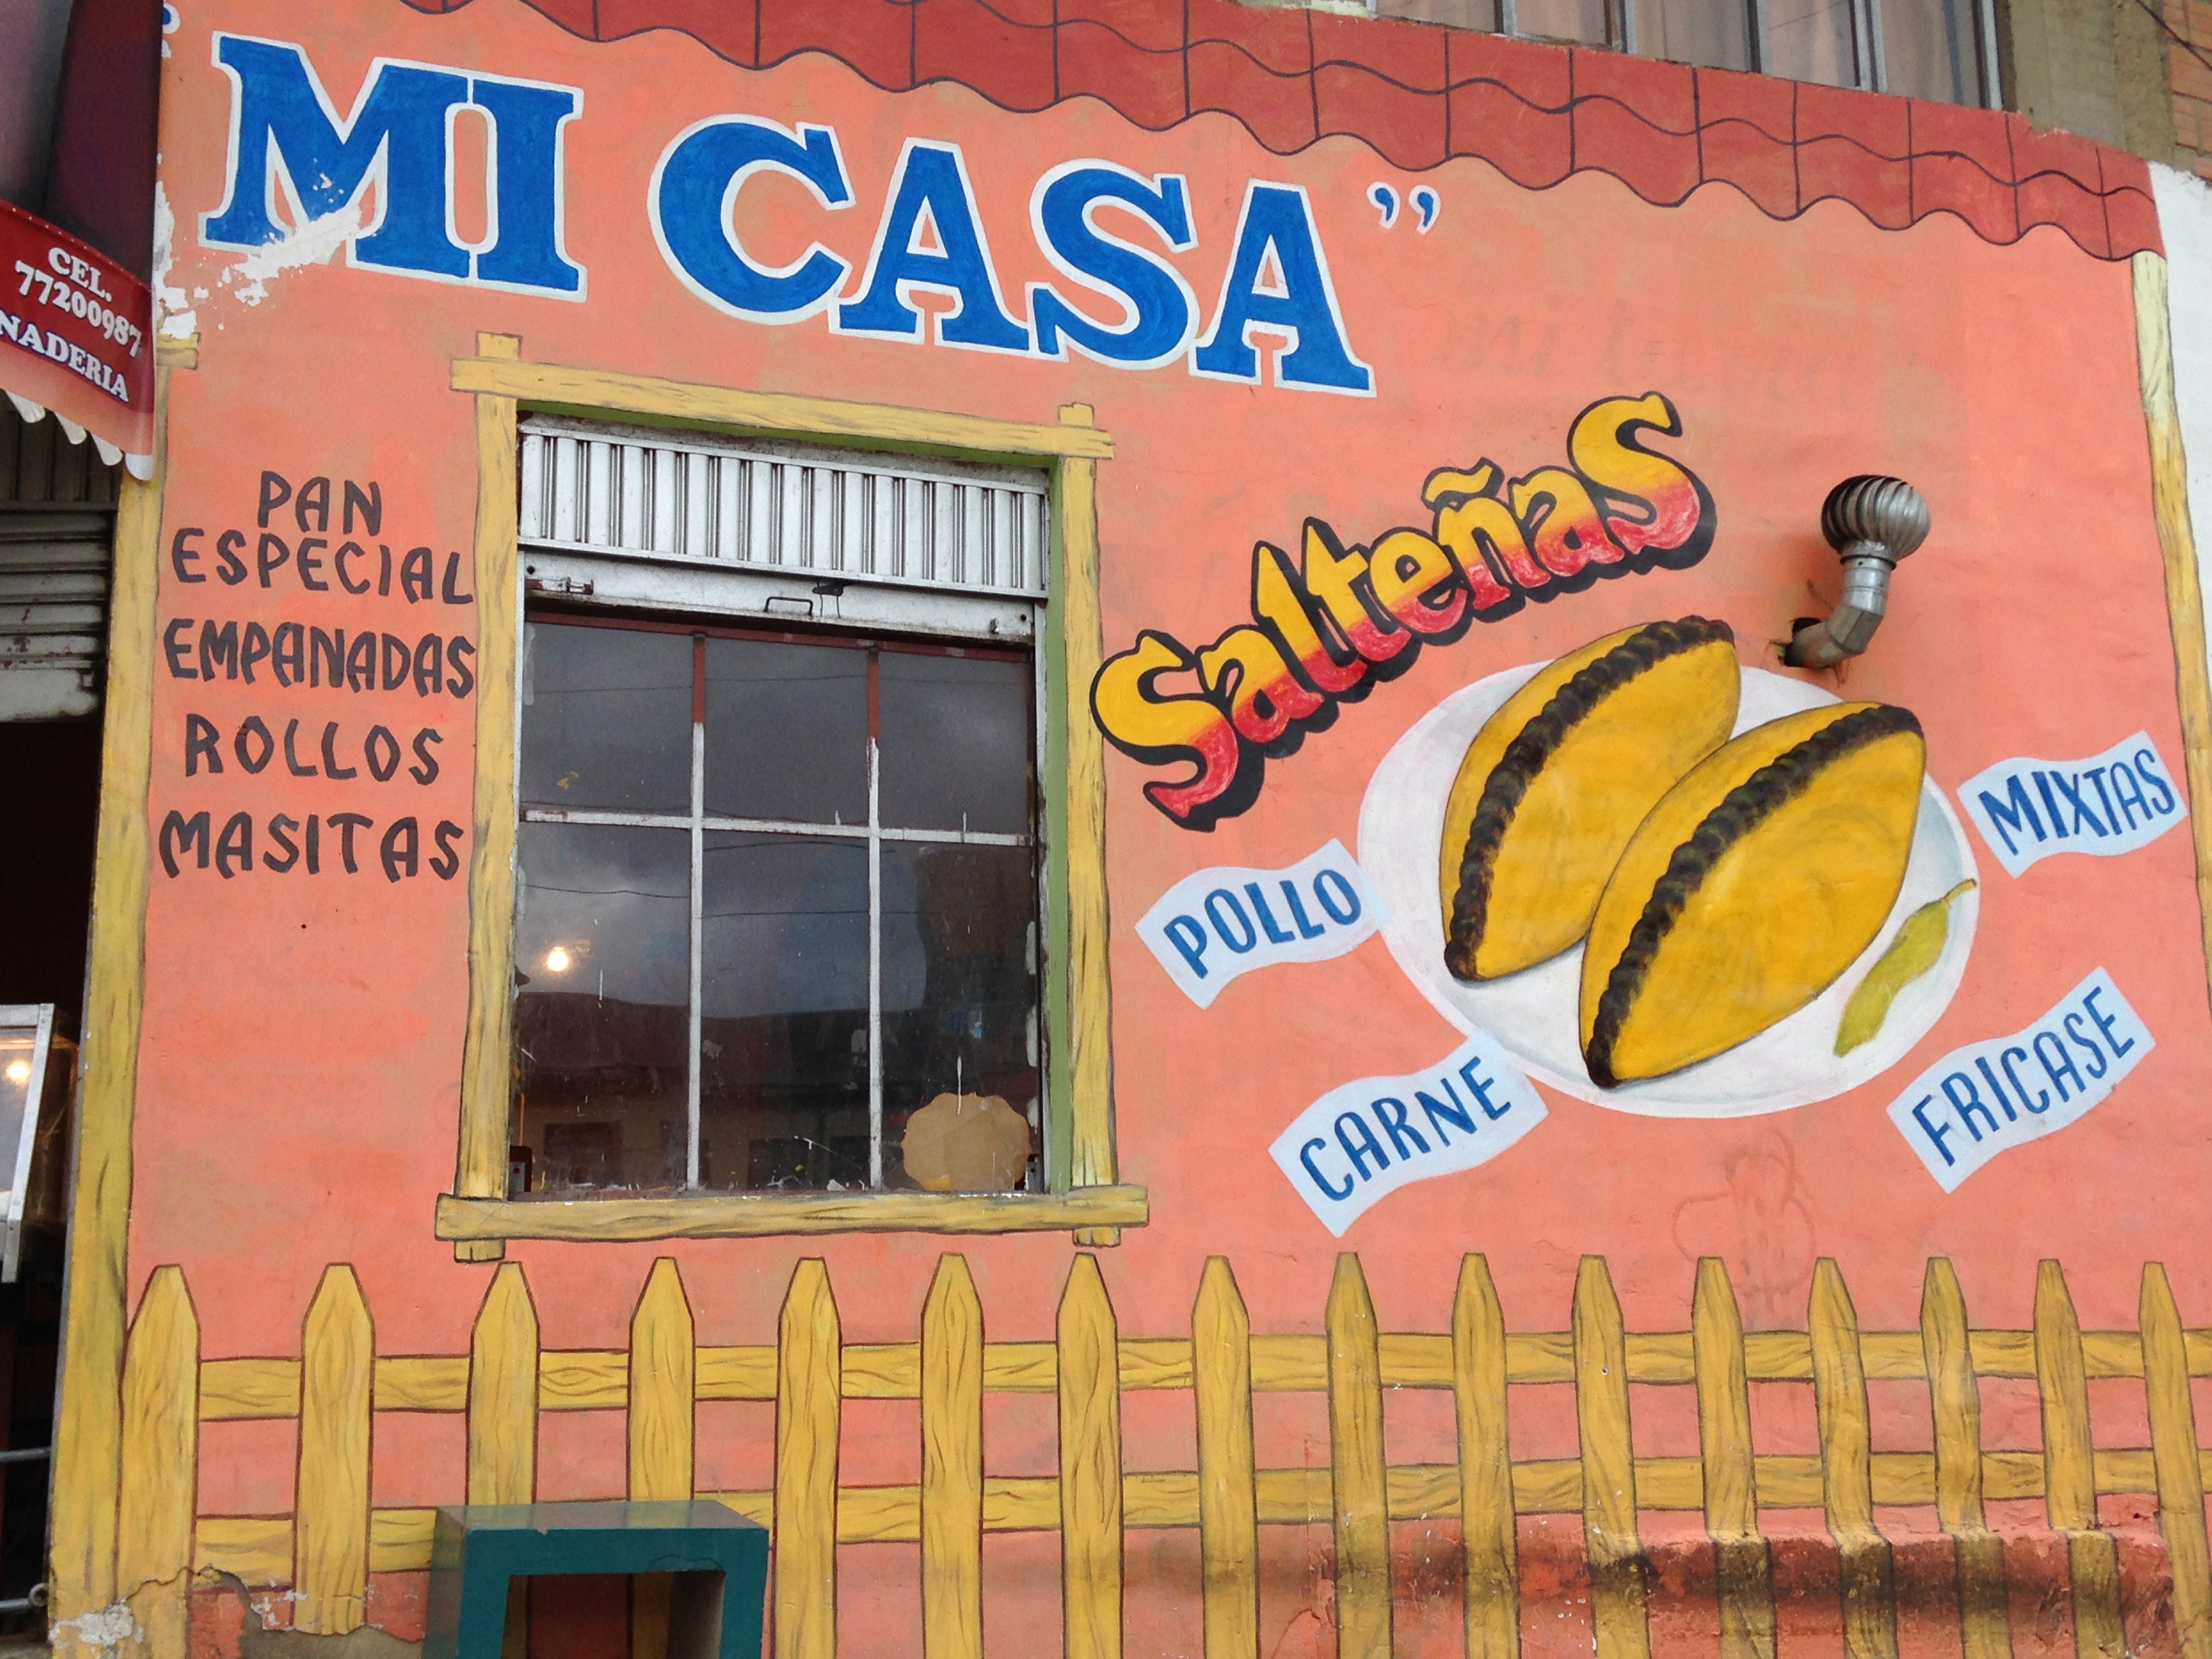 MI CASA”
CEL.
77200987
NADERIA
PAN
ESPECIAL
EMPANADAS
ROLLOS
MASITAS
Salteñas
POLLO
CARNE
MIXTAS
FRICASE